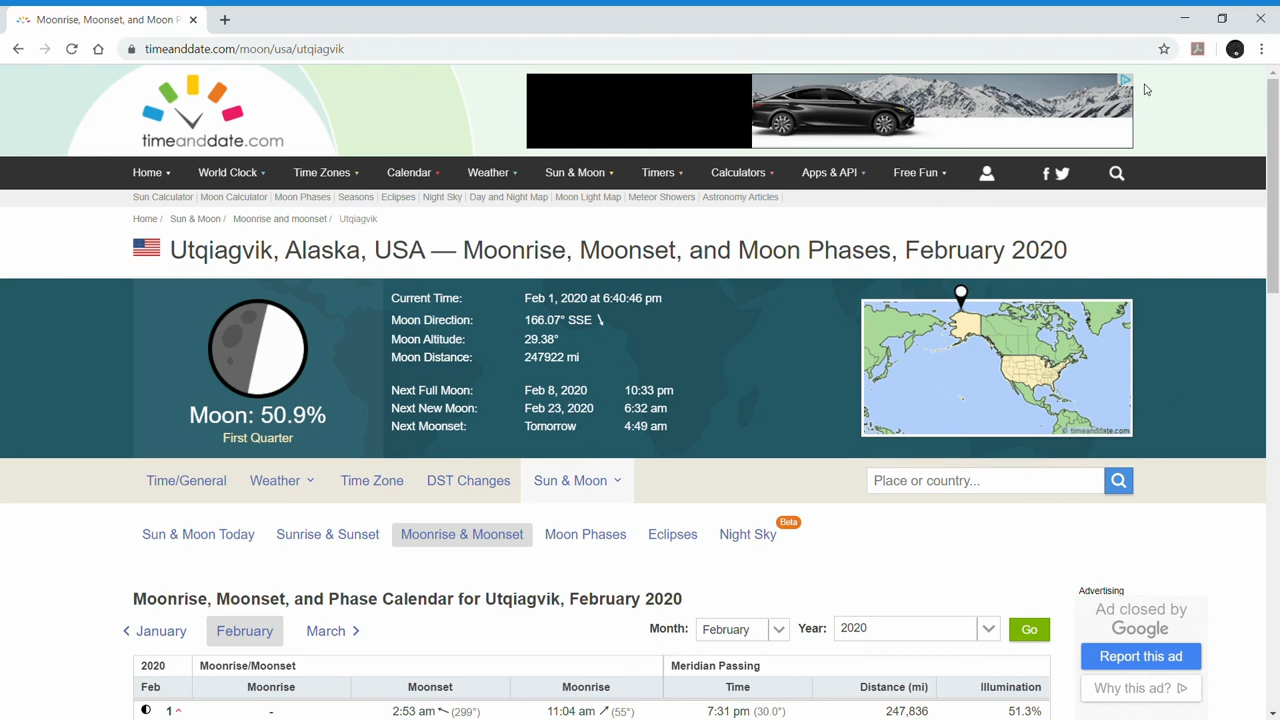 Moonrise, Moonset, and Moon P
timeanddate.com/moon/usa/utqiagvik
timeanddate.com
Home World Clock Time Zones Calendar Weather Sun & Moon Timers Calculators Apps & API Free Fun
Sun Calculator Moon Calculator Moon Phases Seasons Eclipses Night Sky Day and Night Map Moon Light Map Meteor Showers Astronomy Articles
Home / Sun & Moon / Moonrise and moonset / Utqiagvik
Utqiagvik, Alaska, USA — Moonrise, Moonset, and Moon Phases, February 2020
Current Time: Feb 1, 2020 at 6:40:46 pm
Moon Direction: 166.07° SSE
Moon Altitude: 29.38°
Moon Distance: 247922 mi
Next Full Moon: Feb 8, 2020 10:33 pm
Next New Moon: Feb 23, 2020 6:32 am
Next Moonset: Tomorrow 4:49 am
Moon: 50.9%
First Quarter
© timeanddate.com
Time/General Weather Time Zone DST Changes Sun & Moon
Place or country...
Sun & Moon Today Sunrise & Sunset Moonrise & Moonset Moon Phases Eclipses Night Sky Beta
Moonrise, Moonset, and Phase Calendar for Utqiagvik, February 2020
January February March
Month: February Year: 2020 Go
2020 Moonrise/Moonset Meridian Passing
Feb Moonrise Moonset Moonrise Time Distance (mi) Illumination
1 - 2:53 am (299°) 11:04 am (55°) 7:31 pm (30.0°) 247,836 51.3%
Advertising
Ad closed by
Google
Report this ad
Why this ad?